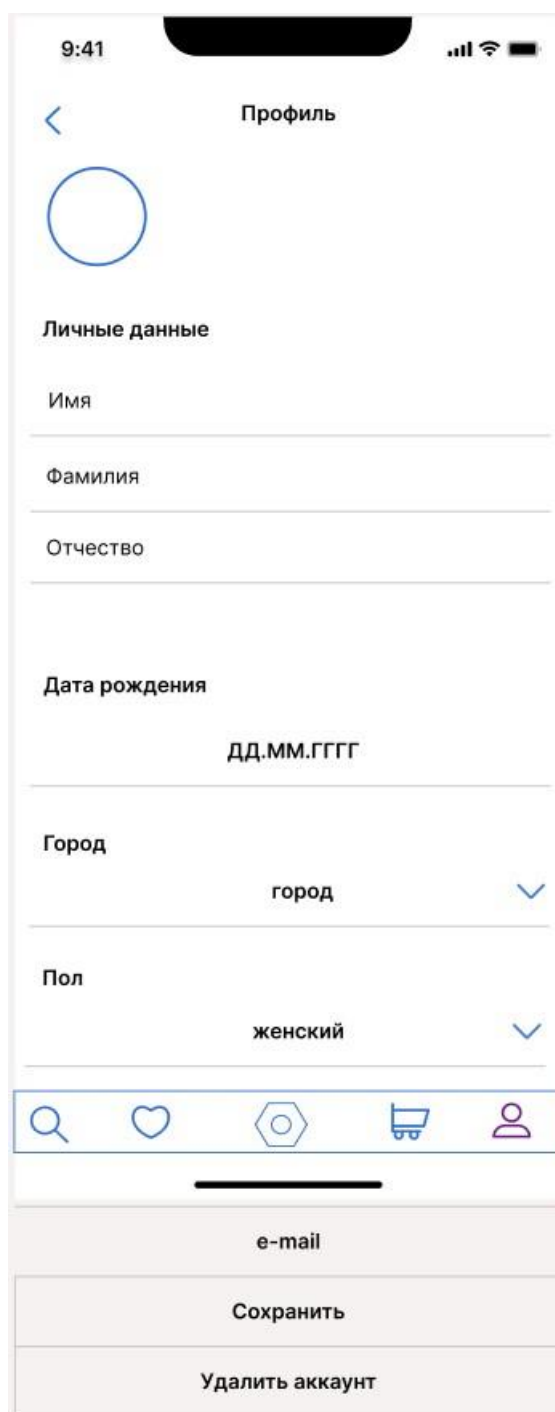 9:41
Профиль
Личные данные
Имя
Фамилия
Отчество
Дата рождения
ДД.ММ.ГГГГ
Город
город
Пол
женский
e-mail
Сохранить
Удалить аккаунт